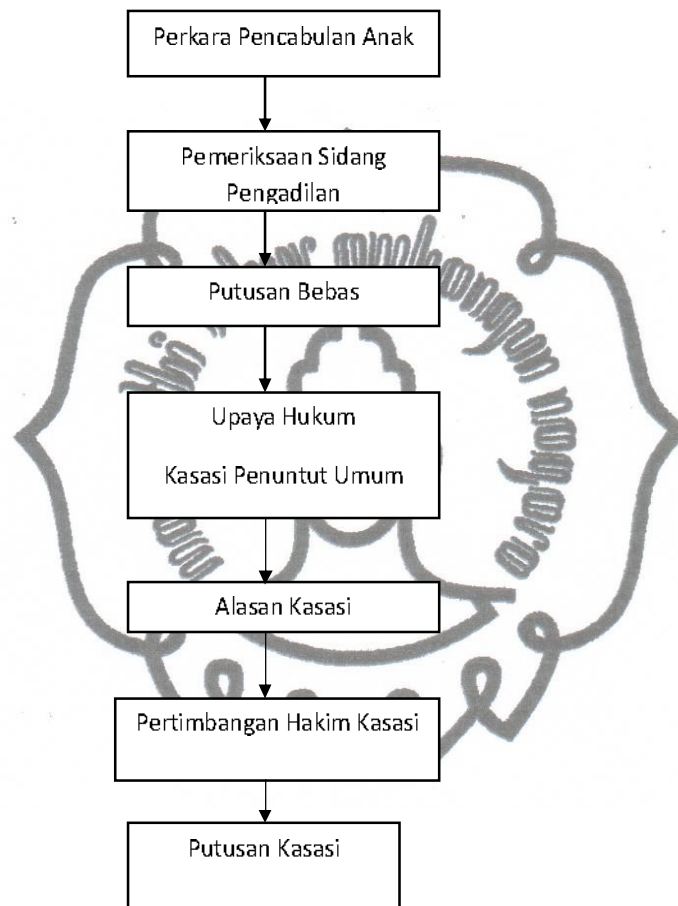 Perkara Pencabulan Anak
Pemeriksaan Sidang
Pengadilan
Putusan Bebas
Upaya Hukum
Kasasi Penuntut Umum
Alasan Kasasi
Pertimbangan Hakim Kasasi
Putusan Kasasi